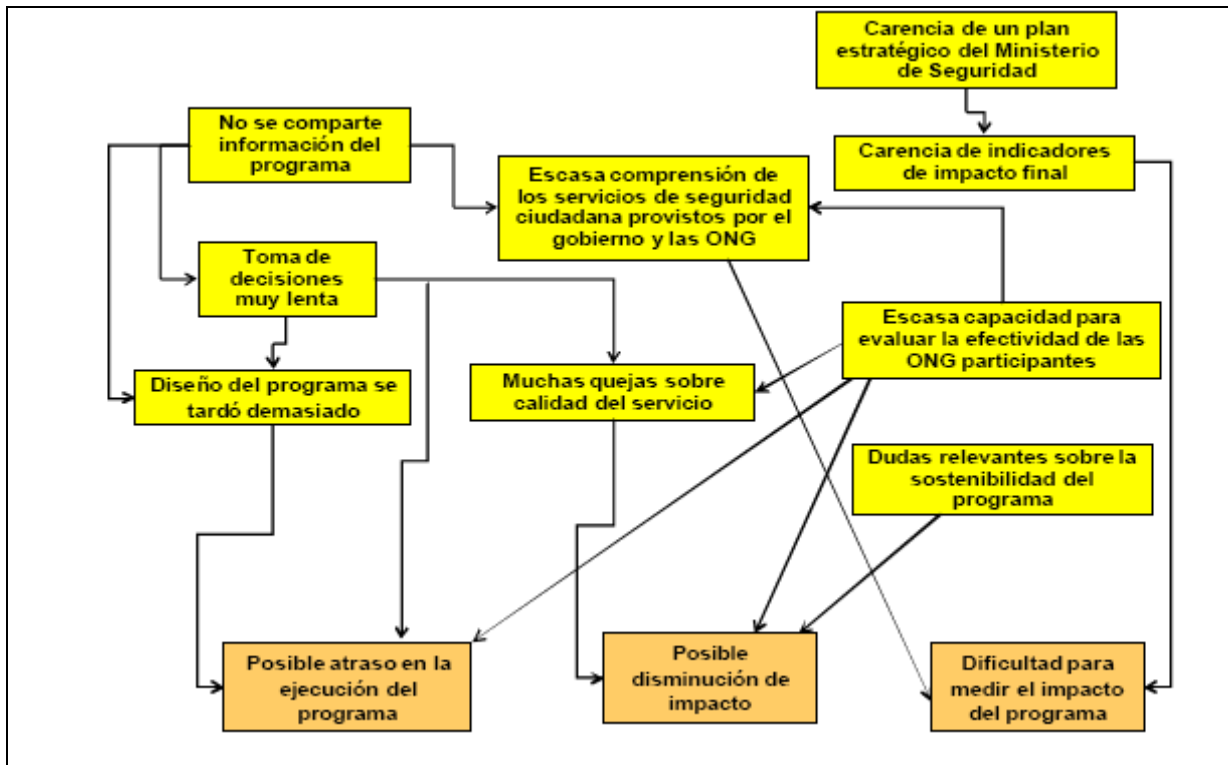 Carencia de un plan
estratégico del Ministerio
de Seguridad
No se comparte
información del
programa
Carencia de indicadores
de impacto final
Escasa comprensión de
los servicios de seguridad
ciudadana provistos por el
gobierno y las ONG
Toma de
decisiones
muy lenta
Escasa capacidad para
evaluar la efectividad de las
ONG participantes
Diseño del programa se
tardó demasiado
Muchas quejas sobre
calidad del servicio
Dudas relevantes sobre la
sostenibilidad del
programa
Posible atraso en la
ejecución del
programa
Posible
disminución de
impacto
Dificultad para
medir el impacto
del programa